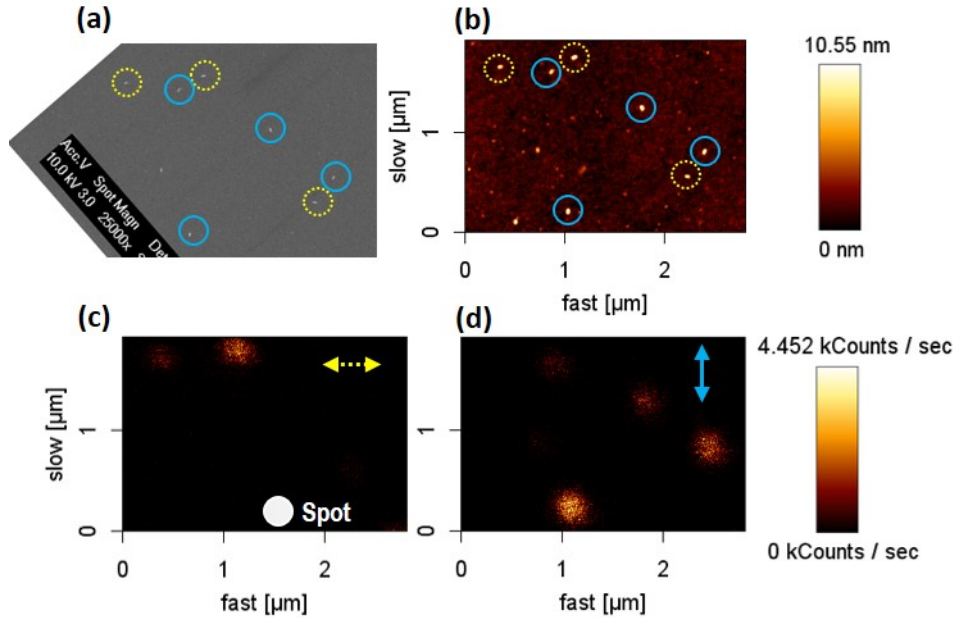 (a)
Acc.V Spot Magn Det
10.0 kV 3.0 25000x
(b)
slow [µm]
1
0
0
1
2
fast [µm]
10.55 nm
0 nm
(c)
slow [µm]
1
0
Spot
0
1
2
fast [µm]
(d)
0
1
2
fast [µm]
4.452 kCounts / sec
0 kCounts / sec